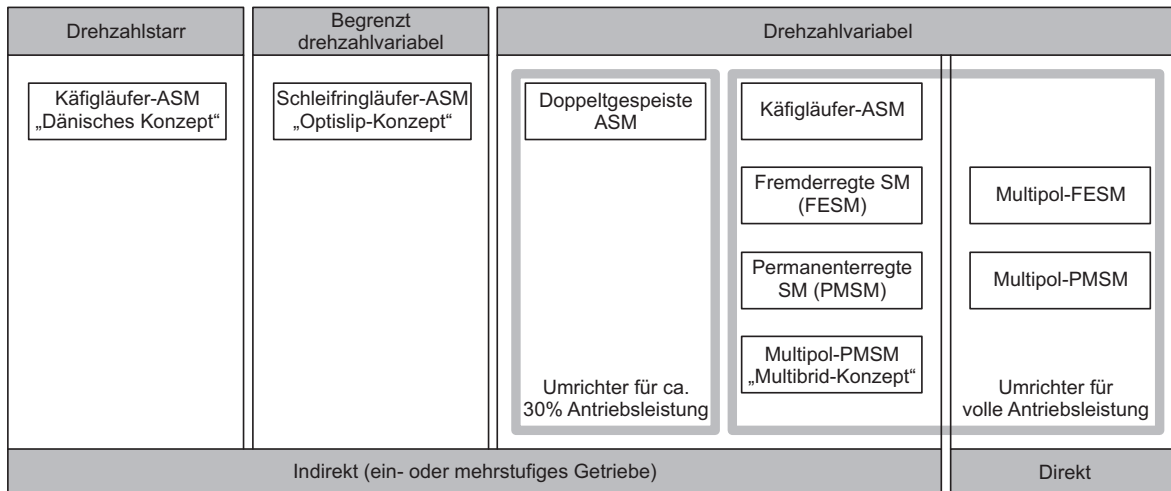 Drehzahlstarr
Begrenzt
drehzahlvariabel
Drehzahlvariabel
Käfigläufer-ASM
„Dänisches Konzept“
Schleifringläufer-ASM
„Optislip-Konzept“
Doppeltgespeiste
ASM
Umrichter für ca.
30% Antriebsleistung
Käfigläufer-ASM
Fremderregte SM
(FESM)
Permanenterregte
SM (PMSM)
Multipol-PMSM
„Multibrid-Konzept“
Multipol-FESM
Multipol-PMSM
Umrichter für
volle Antriebsleistung
Indirekt (ein- oder mehrstufiges Getriebe)
Direkt